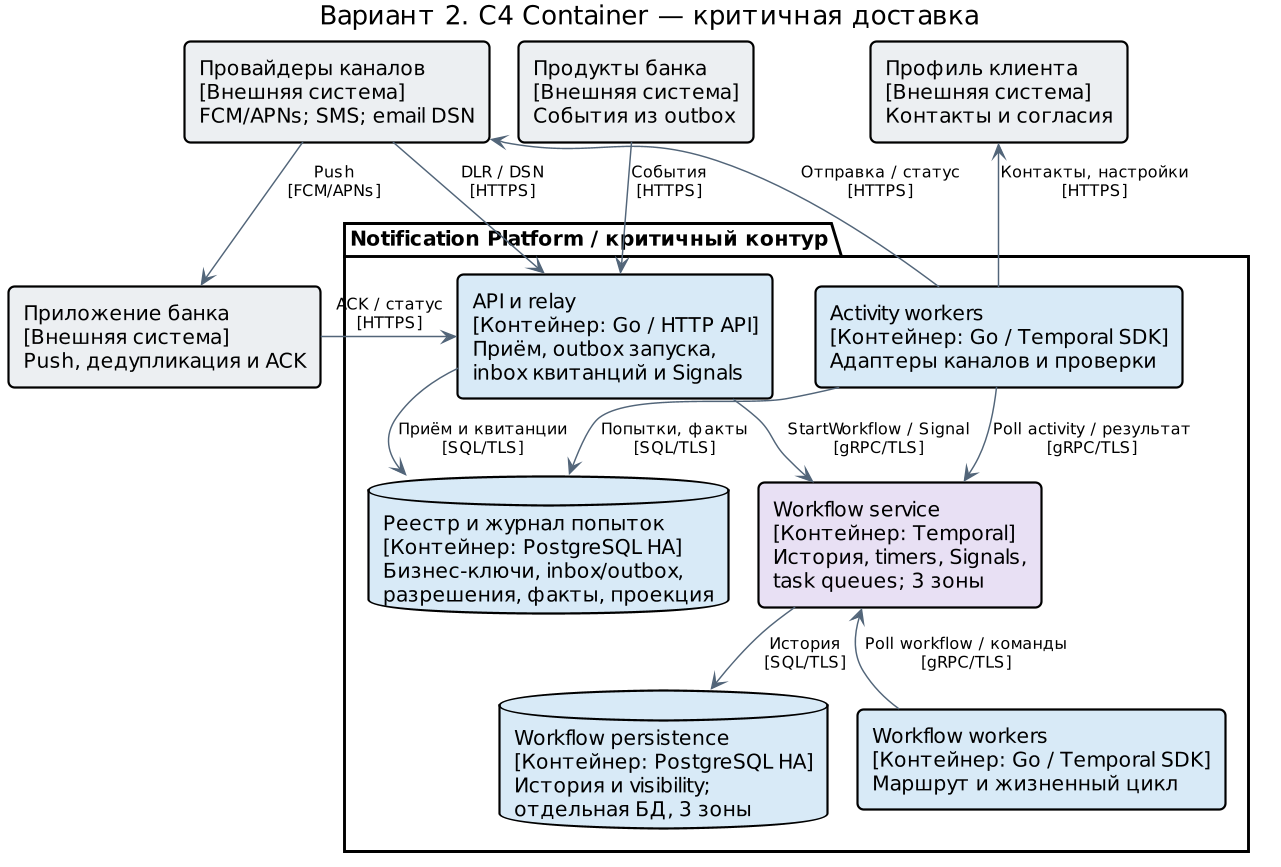 Вариант 2. C4 Container — критичная доставка
Провайдеры каналов
[Внешняя система]
FCM/APNs; SMS; email DSN
Продукты банка
[Внешняя система]
События из outbox
Профиль клиента
[Внешняя система]
Контакты и согласия
Push
[FCM/APNs]
DLR / DSN
[HTTPS]
События
[HTTPS]
Отправка / статус
[HTTPS]
Контакты, настройки
[HTTPS]
Notification Platform / критичный контур
Приложение банка
[Внешняя система]
Push, дедупликация и ACK
ACK / статус
[HTTPS]
API и relay
[Контейнер: Go / HTTP API]
Приём, outbox запуска,
inbox квитанций и Signals
Activity workers
[Контейнер: Go / Temporal SDK]
Адаптеры каналов и проверки
Приём и квитанции
[SQL/TLS]
Попытки, факты
[SQL/TLS]
StartWorkflow / Signal
[gRPC/TLS]
Poll activity / результат
[gRPC/TLS]
Реестр и журнал попыток
[Контейнер: PostgreSQL HA]
Бизнес-ключи, inbox/outbox,
разрешения, факты, проекция
Workflow service
[Контейнер: Temporal]
История, timers, Signals,
task queues; 3 зоны
История
[SQL/TLS]
Poll workflow / команды
[gRPC/TLS]
Workflow persistence
[Контейнер: PostgreSQL HA]
История и visibility;
отдельная БД, 3 зоны
Workflow workers
[Контейнер: Go / Temporal SDK]
Маршрут и жизненный цикл